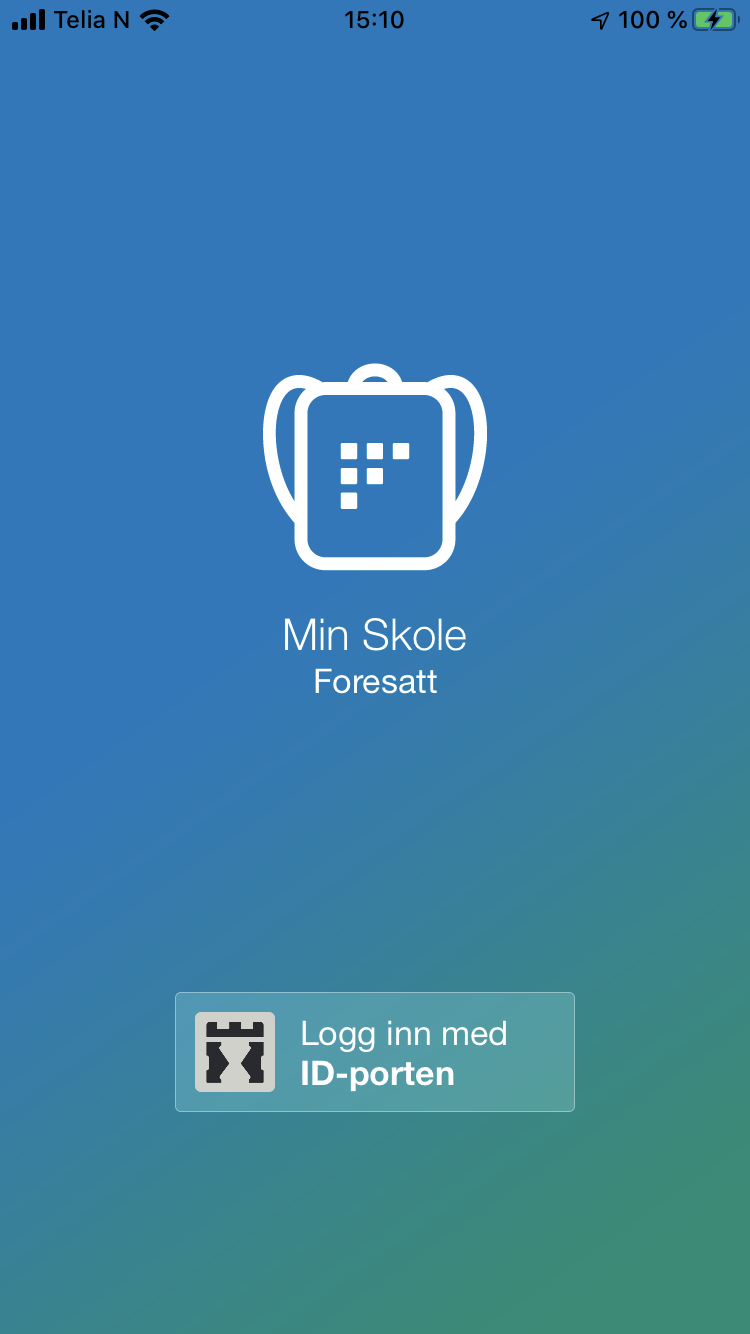 Telia N 15:10 100 %
Min Skole
Foresatt
Logg inn med
ID-porten